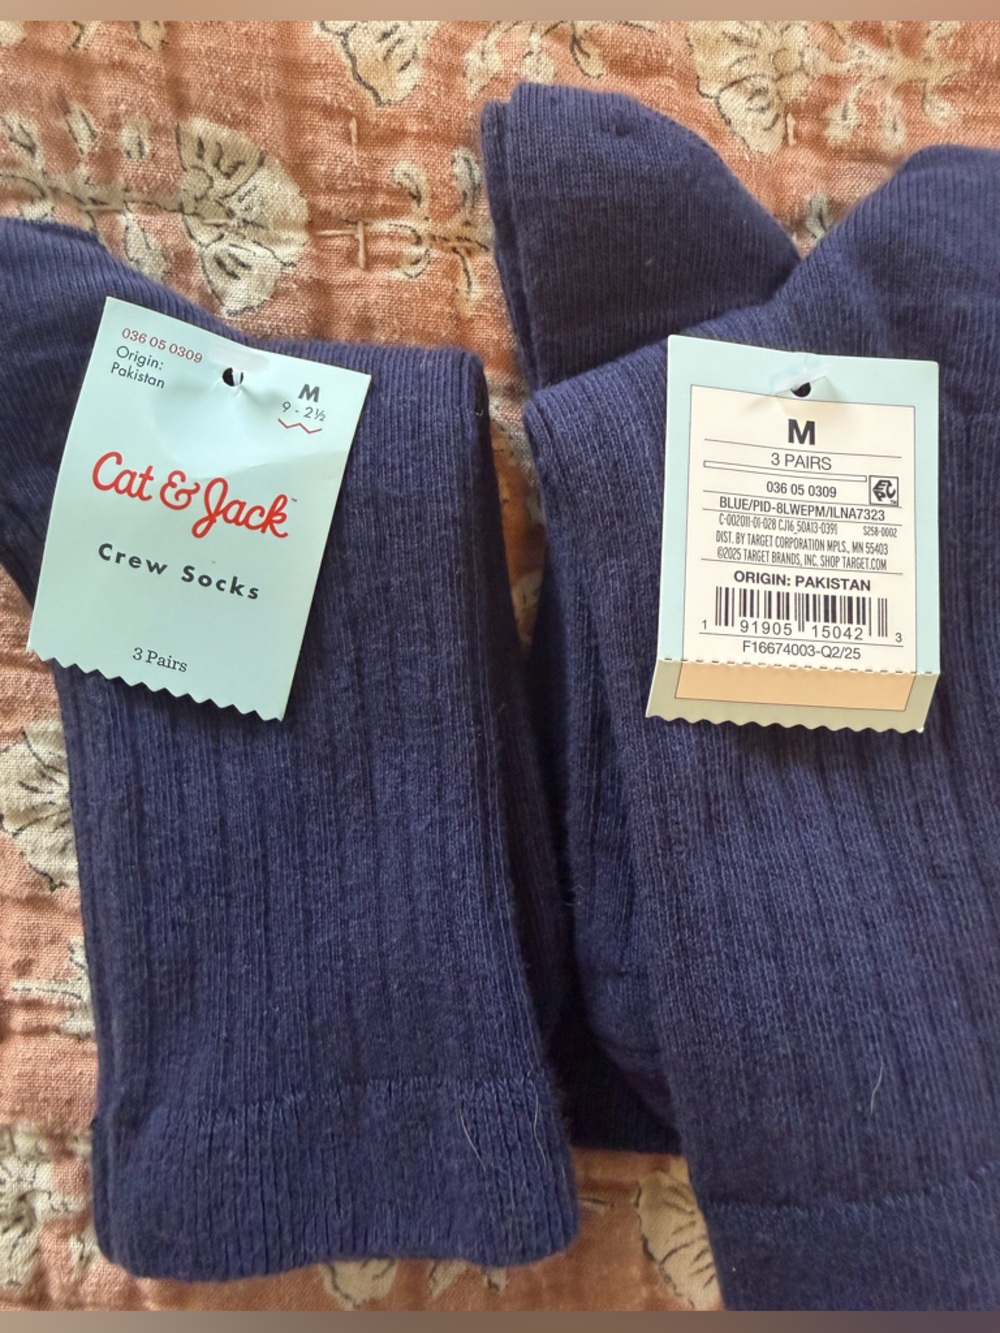 036 05 0309
Origin:
Pakistan
M
9 - 2½
Cat & Jack™
Crew Socks
3 Pairs
M
3 PAIRS
036 05 0309
BLUE/PID-8LWEPM/ILNA7323
C-002011-01-028 CJ16 50A13-0391 S258-0002
DIST. BY TARGET CORPORATION MPLS., MN 55403
©2025 TARGET BRANDS, INC. SHOP TARGET.COM
ORIGIN: PAKISTAN
1 91905 15042 3
F16674003-Q2/25